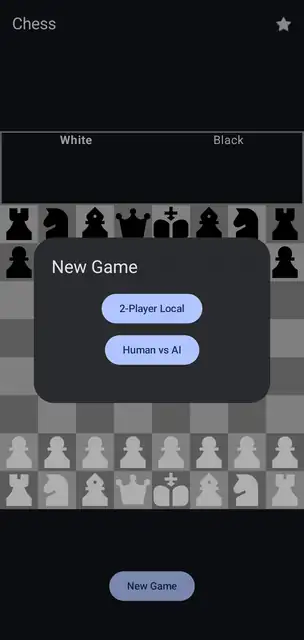 Chess
White
Black
New Game
2-Player Local
Human vs AI
New Game